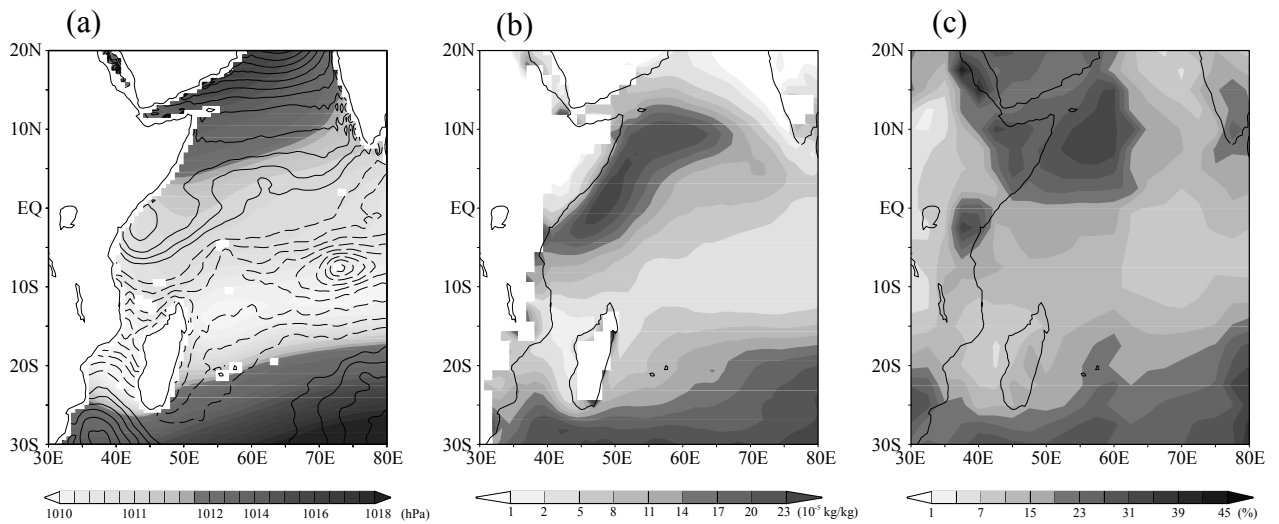 (a)
(b)
(c)
20N
10N
EQ
10S
20S
30S
30E 40E 50E 60E 70E 80E
20N
10N
EQ
10S
20S
30S
30E 40E 50E 60E 70E 80E
20N
10N
EQ
10S
20S
30S
30E 40E 50E 60E 70E 80E
1010 1011 1012 1014 1016 1018 (hPa)
1 2 5 8 11 14 17 20 23 (10⁻⁵ kg/kg)
1 7 15 23 31 39 45 (%)